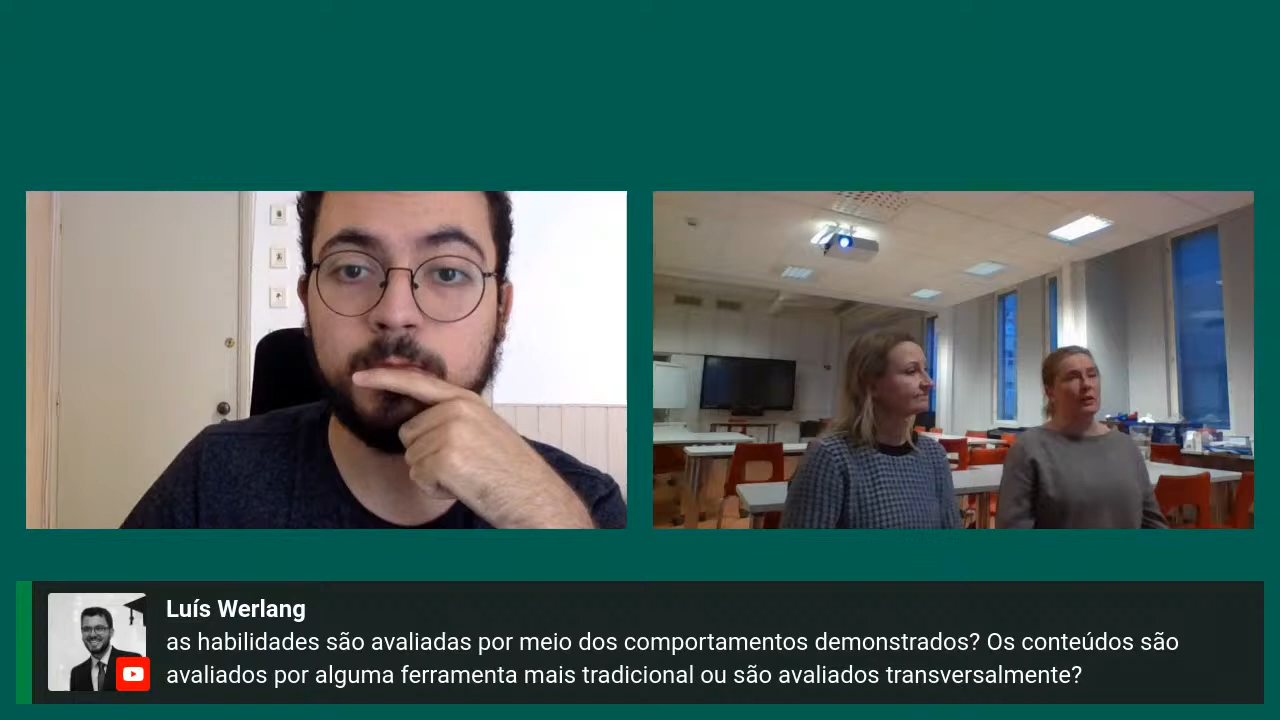 Luís Werlang
as habilidades são avaliadas por meio dos comportamentos demonstrados? Os conteúdos são
avaliados por alguma ferramenta mais tradicional ou são avaliados transversalmente?